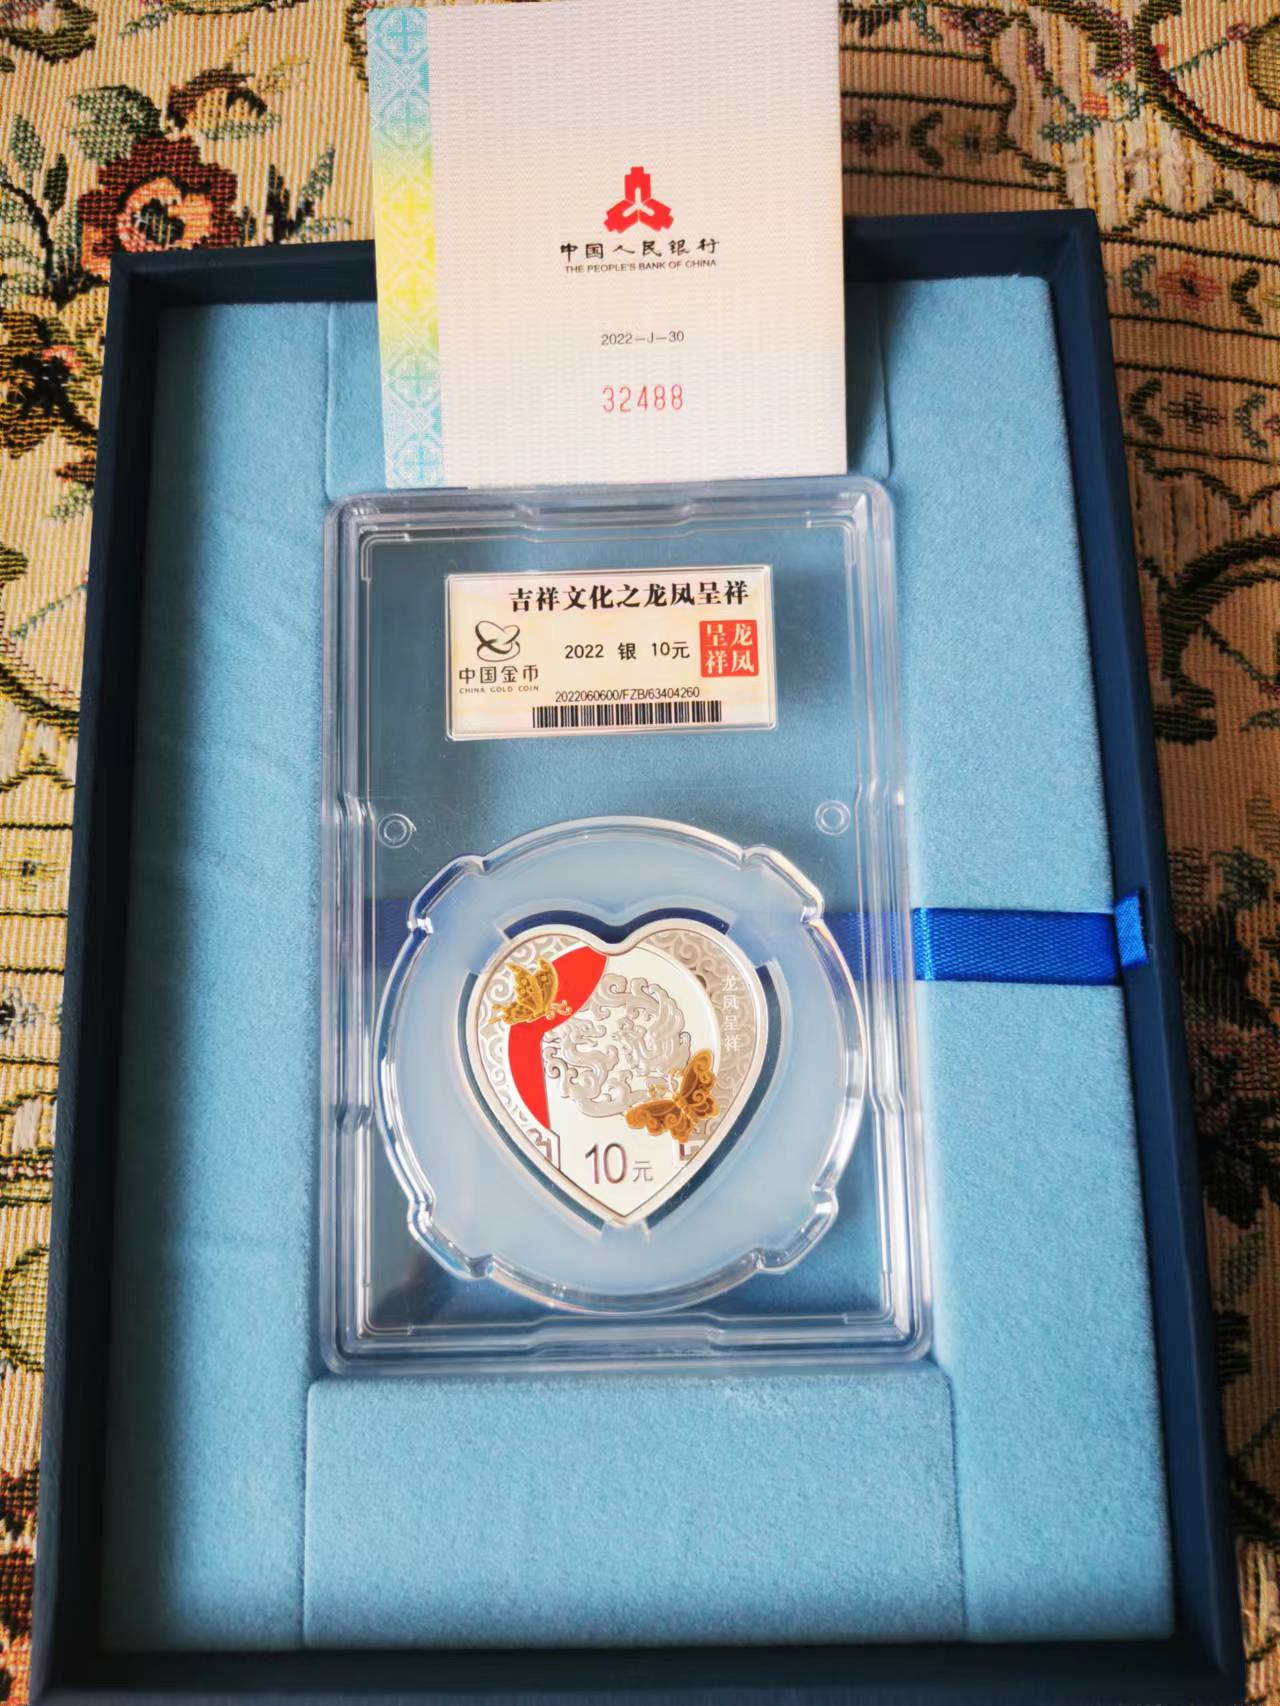 中国人民银行
THE PEOPLE'S BANK OF CHINA
2022-J-30
32488
吉祥文化之龙凤呈祥
中国金币
CHINA GOLD COIN
2022 银 10元
龙凤
呈祥
2022060600/FZB/63404260
龙凤呈祥
10元